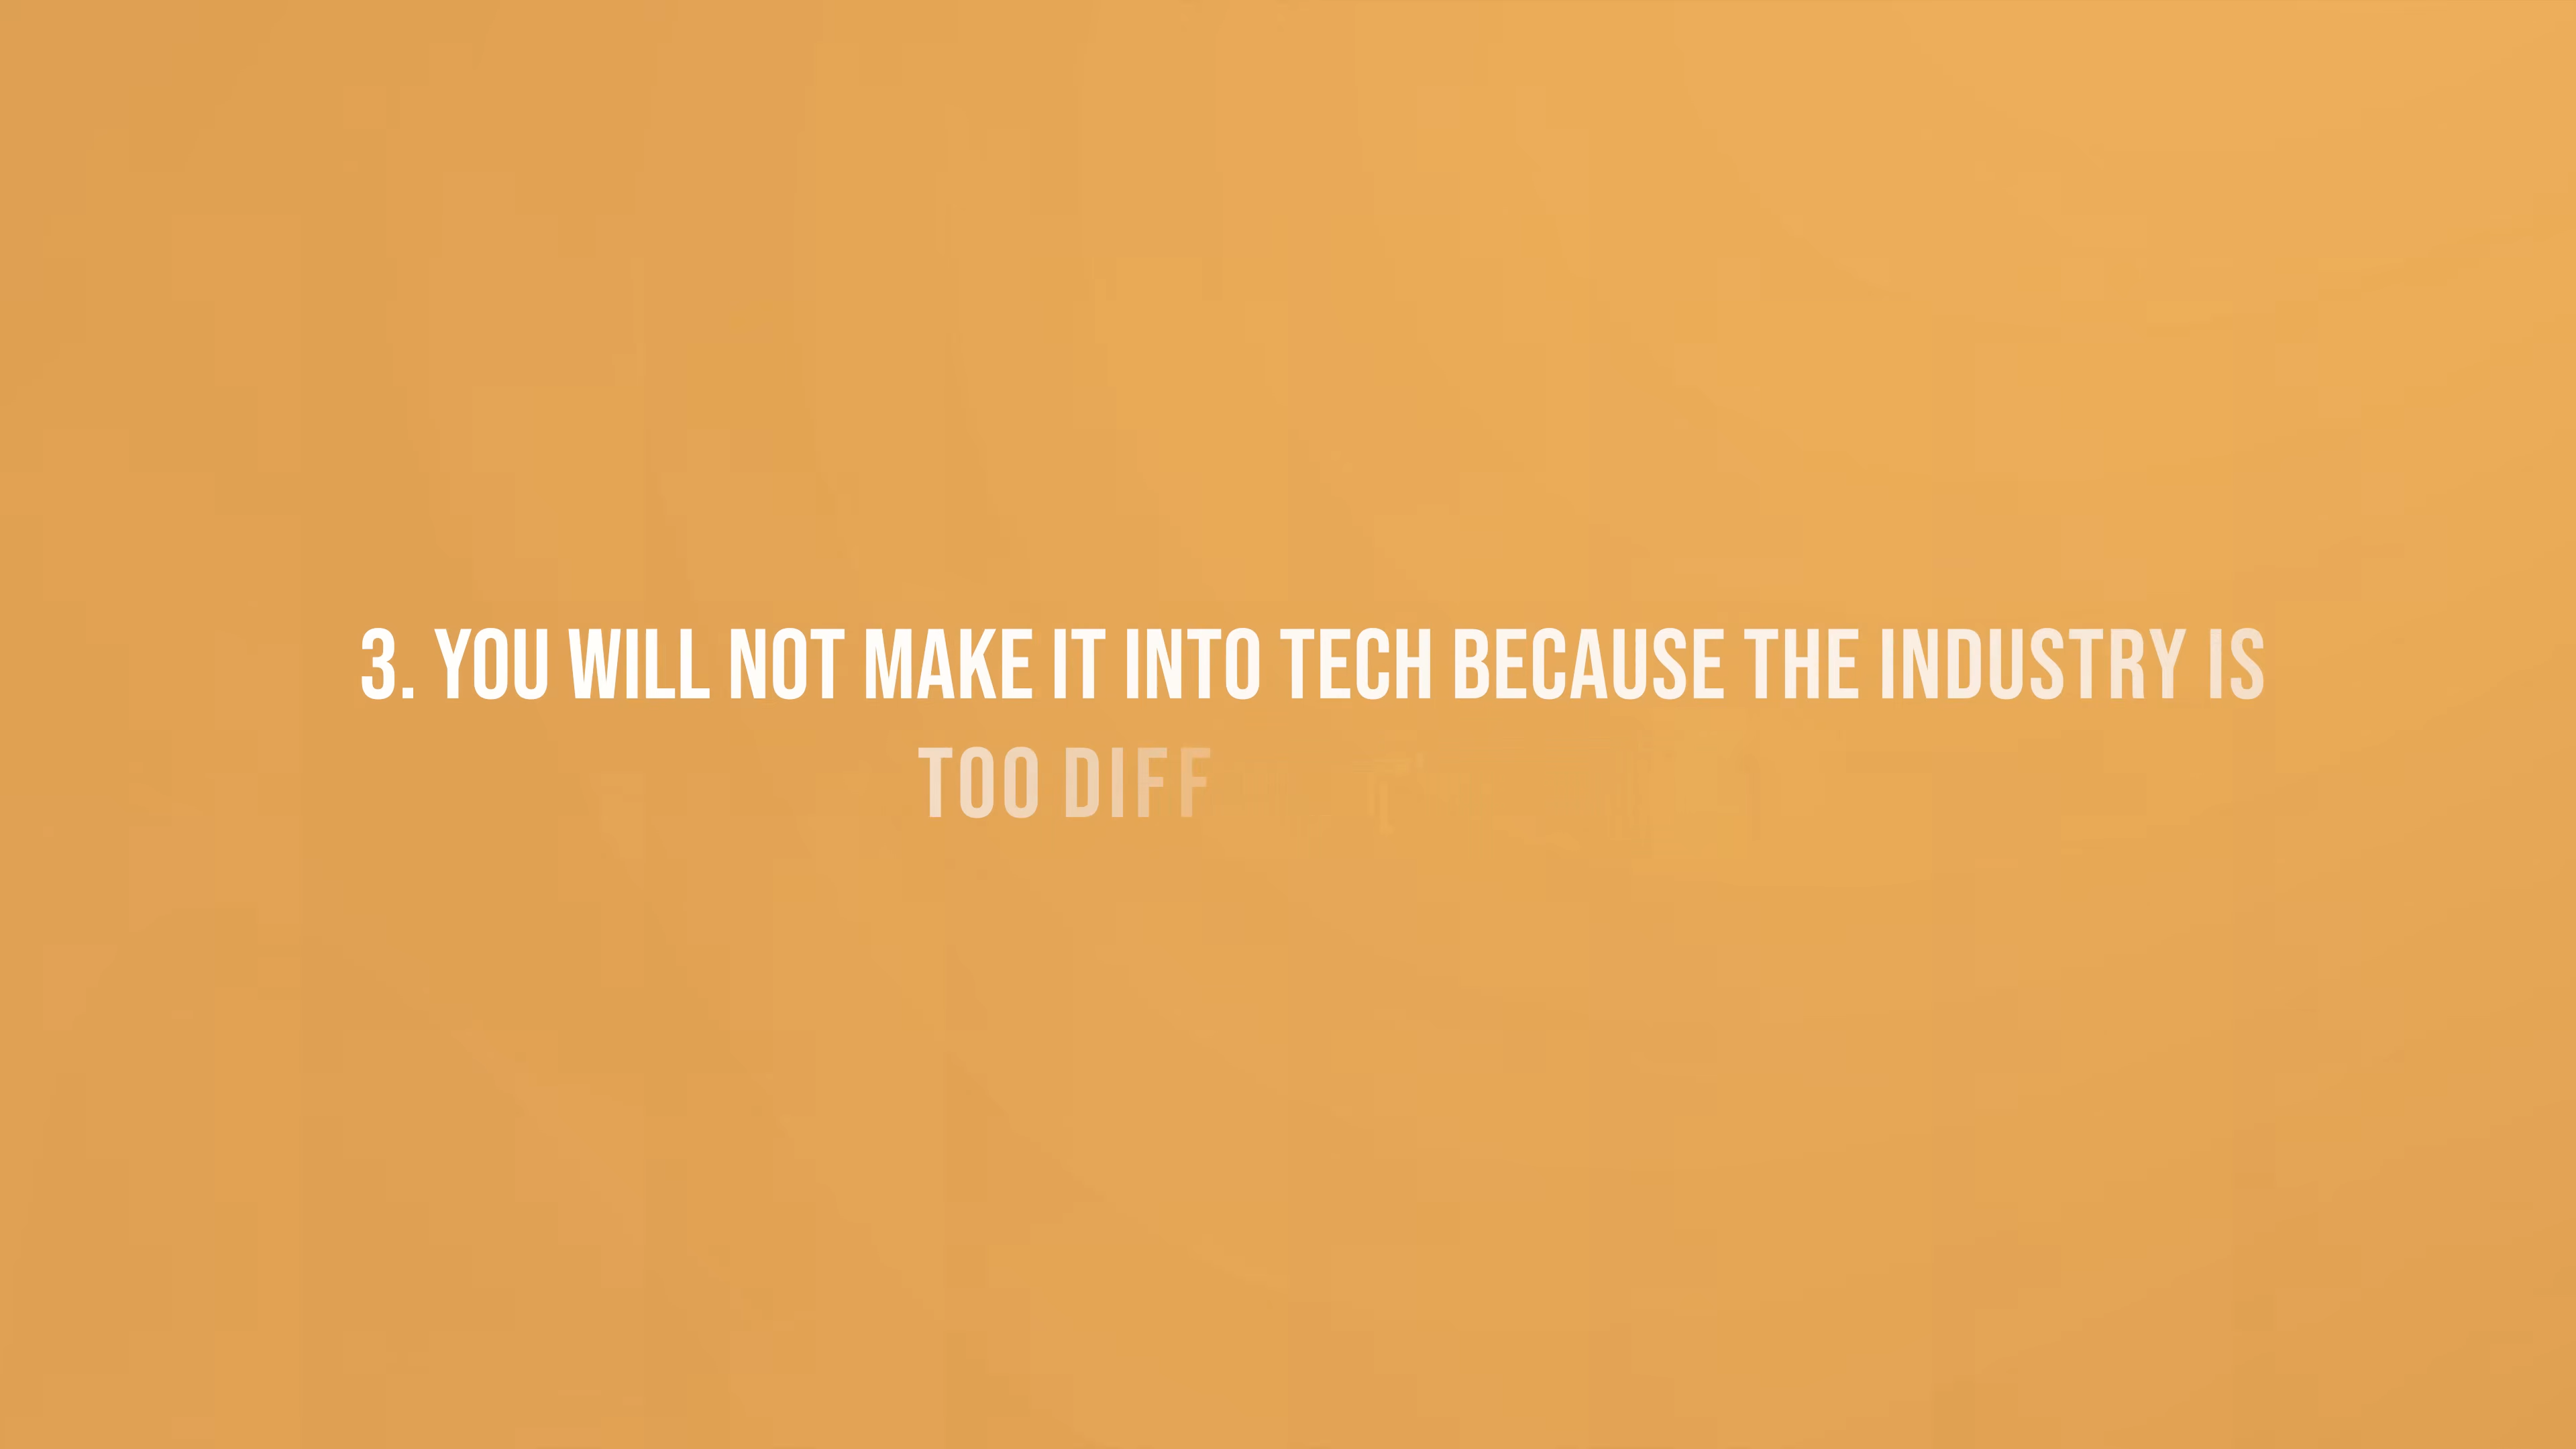 3. YOU WILL NOT MAKE IT INTO TECH BECAUSE THE INDUSTRY IS
TOO DIFF